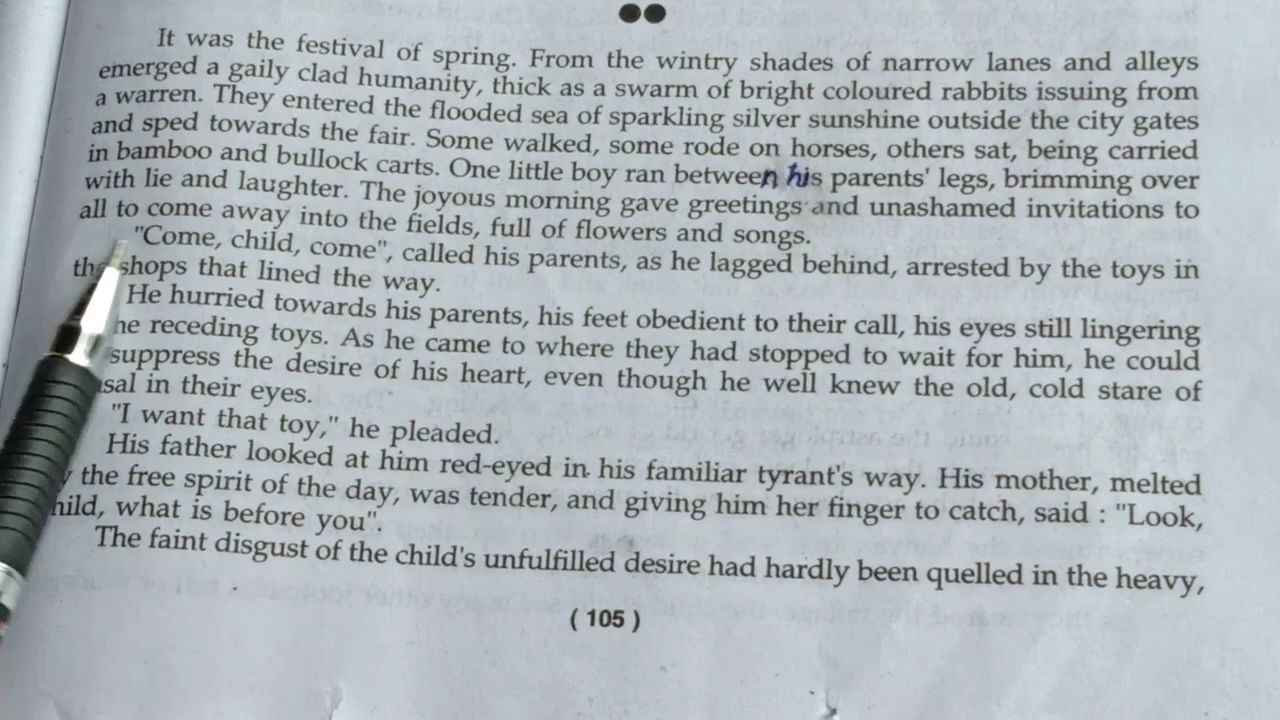 It was the festival of spring. From the wintry shades of narrow lanes and alleys
emerged a gaily clad humanity, thick as a swarm of bright coloured rabbits issuing from
a warren. They entered the flooded sea of sparkling silver sunshine outside the city gates
and sped towards the fair. Some walked, some rode on horses, others sat, being carried
in bamboo and bullock carts. One little boy ran between his parents' legs, brimming over
with lie and laughter. The joyous morning gave greetings and unashamed invitations to
all to come away into the fields, full of flowers and songs.
"Come, child, come", called his parents, as he lagged behind, arrested by the toys in
the shops that lined the way.
He hurried towards his parents, his feet obedient to their call, his eyes still lingering
receding toys. As he came to where they had stopped to wait for him, he could
suppress the desire of his heart, even though he well knew the old, cold stare of
in their eyes.
"I want that toy," he pleaded.
His father looked at him red-eyed in his familiar tyrant's way. His mother, melted
the free spirit of the day, was tender, and giving him her finger to catch, said : "Look,
what is before you".
The faint disgust of the child's unfulfilled desire had hardly been quelled in the heavy,
( 105 )